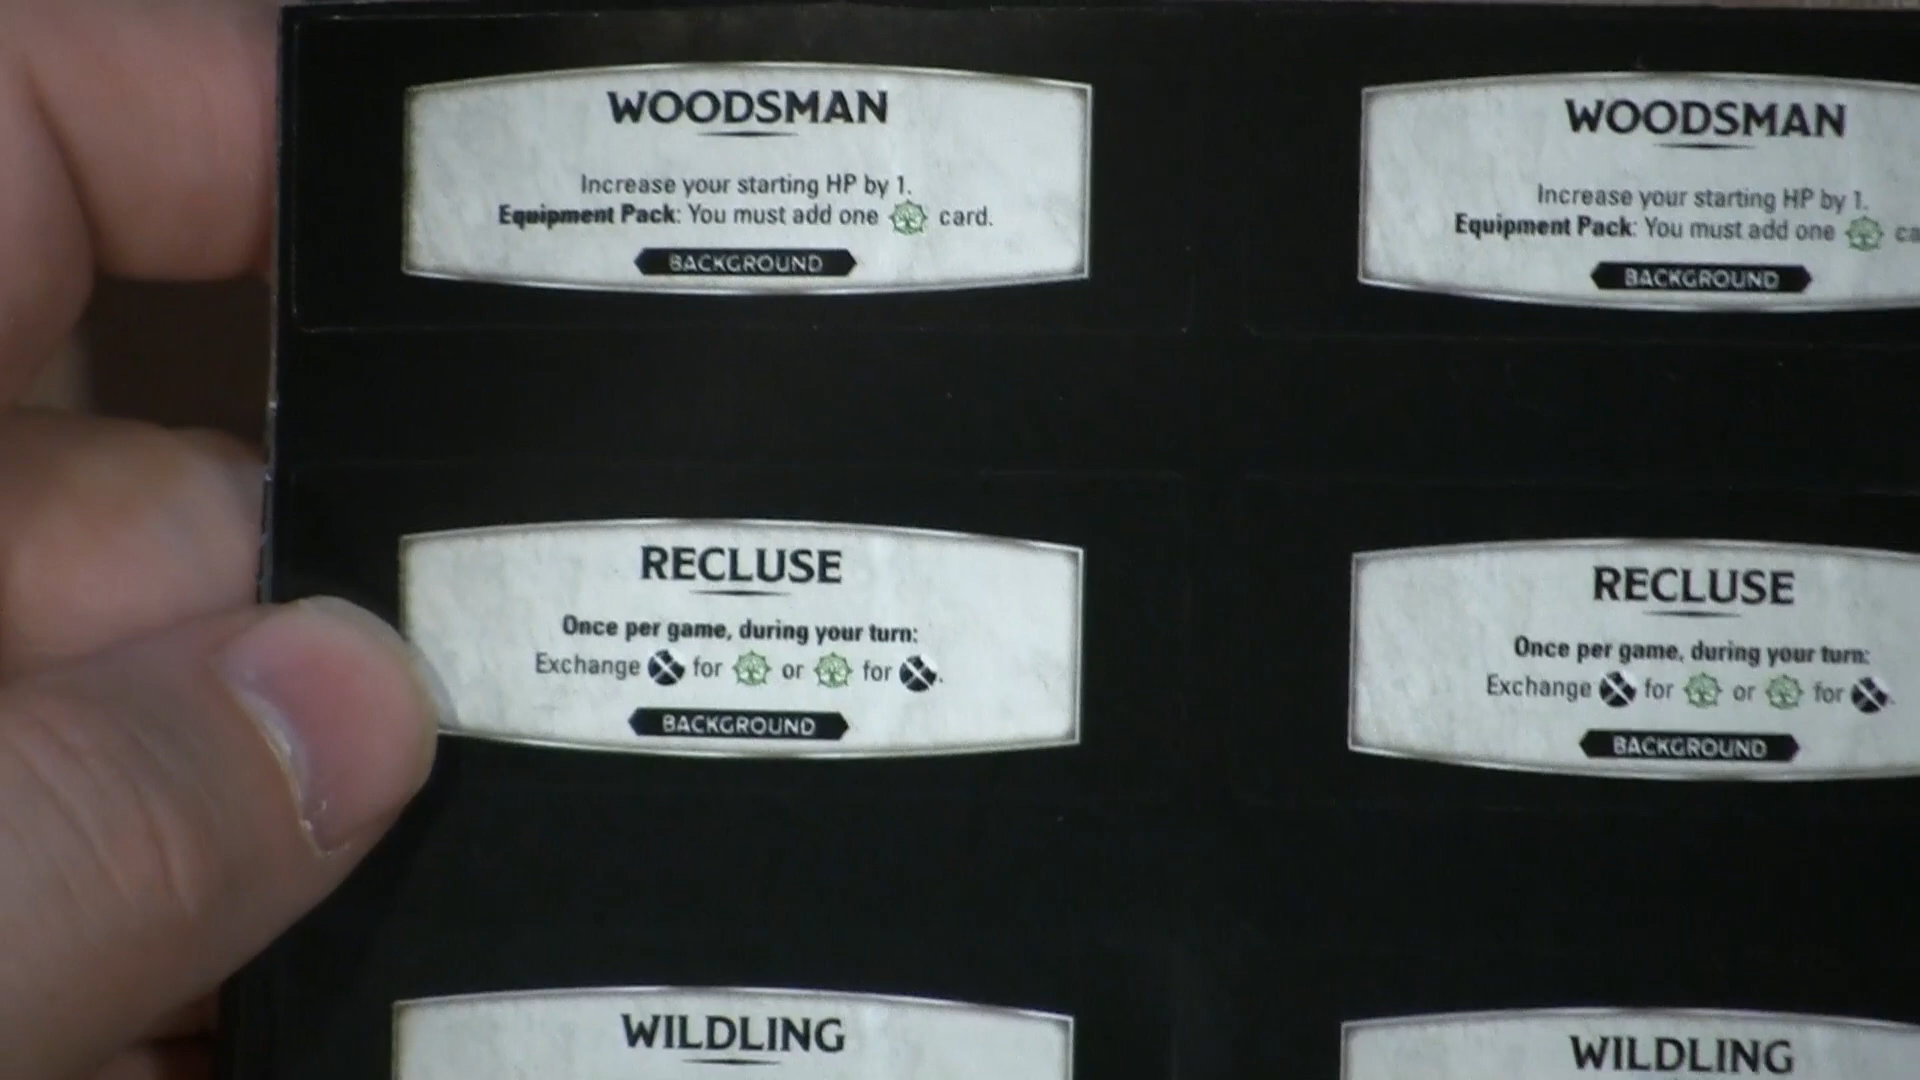 WOODSMAN
Increase your starting HP by 1.
Equipment Pack: You must add one card.
BACKGROUND
WOODSMAN
Increase your starting HP by 1.
Equipment Pack: You must add one ca
BACKGROUND
RECLUSE
Once per game, during your turn:
Exchange for or for .
BACKGROUND
RECLUSE
Once per game, during your turn:
Exchange for or for .
BACKGROUND
WILDLING
WILDLING